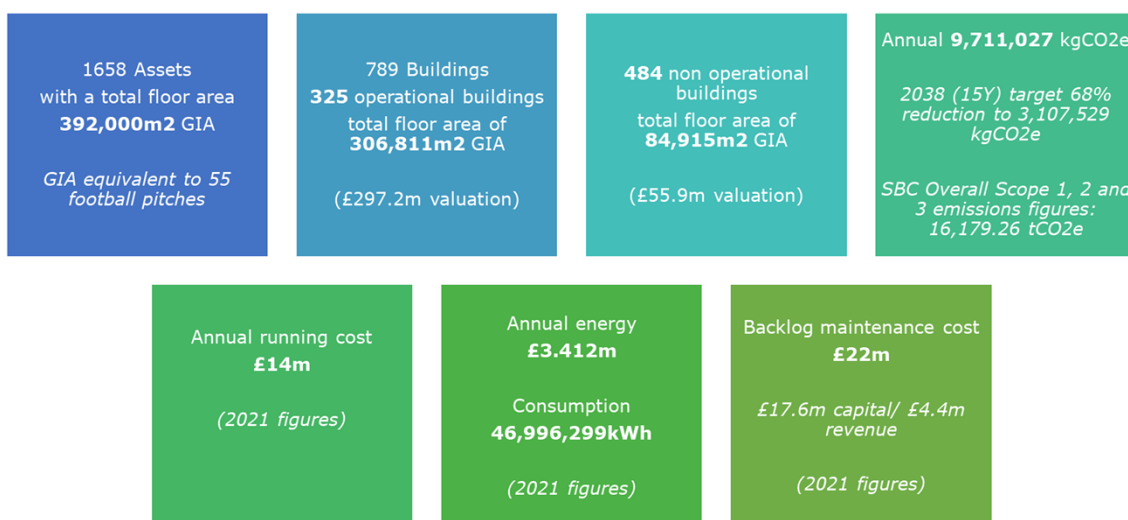 1658 Assets
with a total floor area
392,000m2 GIA
GIA equivalent to 55
football pitches
789 Buildings
325 operational buildings
total floor area of
306,811m2 GIA
(£297.2m valuation)
484 non operational
buildings
total floor area of
84,915m2 GIA
(£55.9m valuation)
Annual 9,711,027 kgCO2e
2038 (15Y) target 68%
reduction to 3,107,529
kgCO2e
SBC Overall Scope 1, 2 and
3 emissions figures:
16,179.26 tCO2e
Annual running cost
£14m
(2021 figures)
Annual energy
£3.412m
Consumption
46,996,299kWh
(2021 figures)
Backlog maintenance cost
£22m
£17.6m capital/ £4.4m
revenue
(2021 figures)